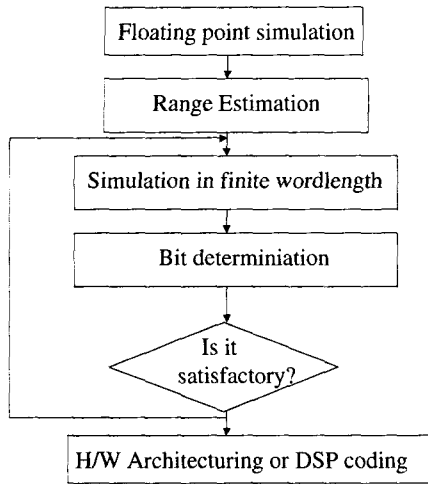 Floating point simulation
Range Estimation
Simulation in finite wordlength
Bit determiniation
Is it
satisfactory?
H/W Architecturing or DSP coding